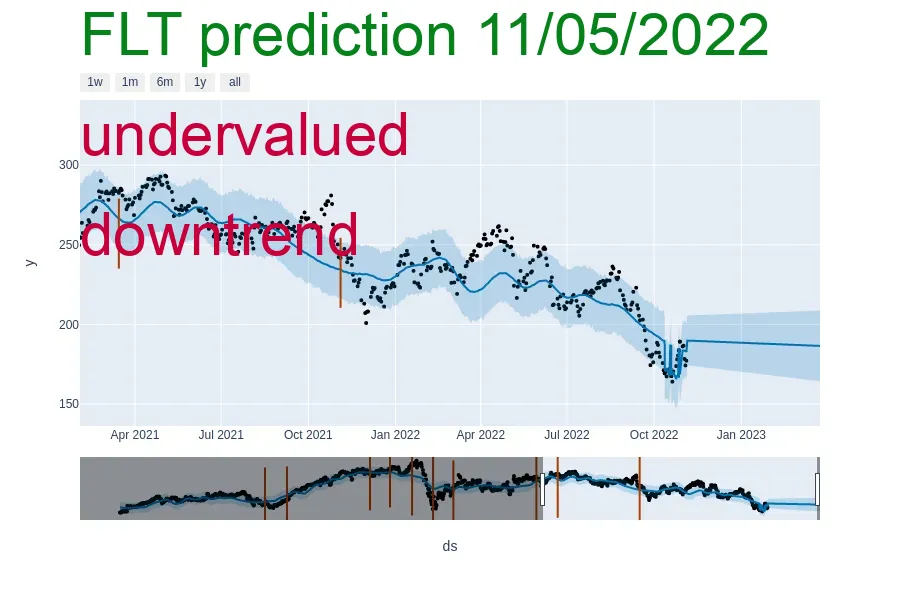 FLT prediction 11/05/2022
1w 1m 6m 1y all
undervalued
downtrend
300
250
200
150
y
Apr 2021 Jul 2021 Oct 2021 Jan 2022 Apr 2022 Jul 2022 Oct 2022 Jan 2023
ds